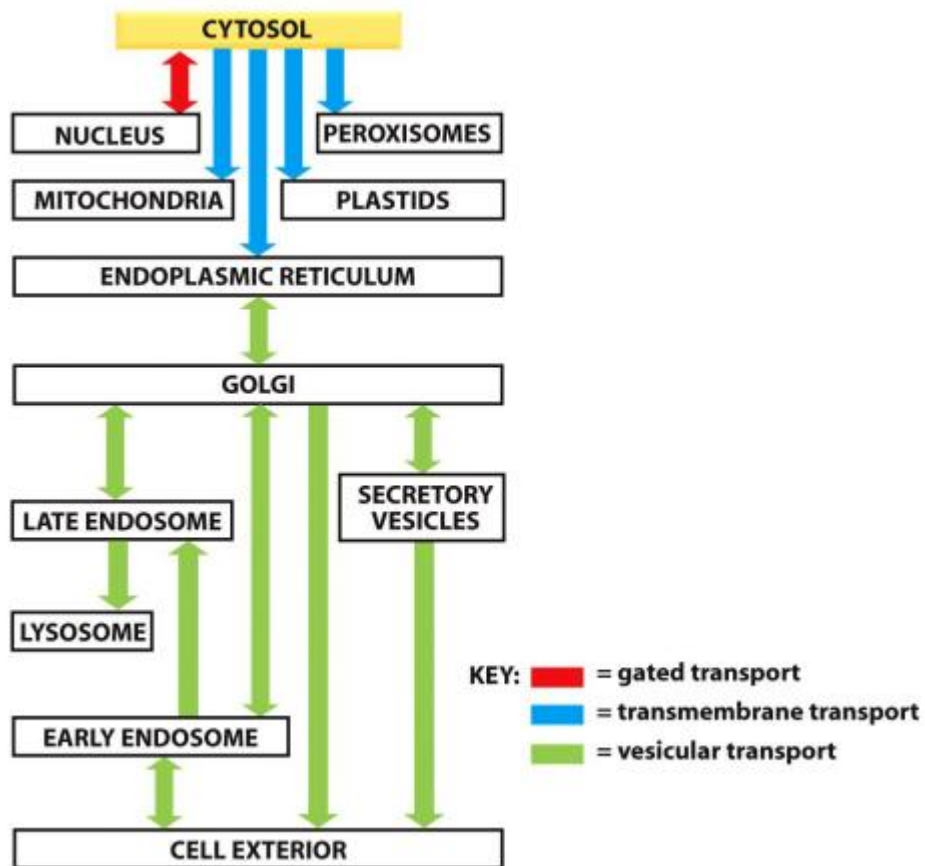 CYTOSOL
NUCLEUS
PEROXISOMES
MITOCHONDRIA
PLASTIDS
ENDOPLASMIC RETICULUM
GOLGI
LATE ENDOSOME
SECRETORY
VESICLES
LYSOSOME
EARLY ENDOSOME
CELL EXTERIOR
KEY:
= gated transport
= transmembrane transport
= vesicular transport